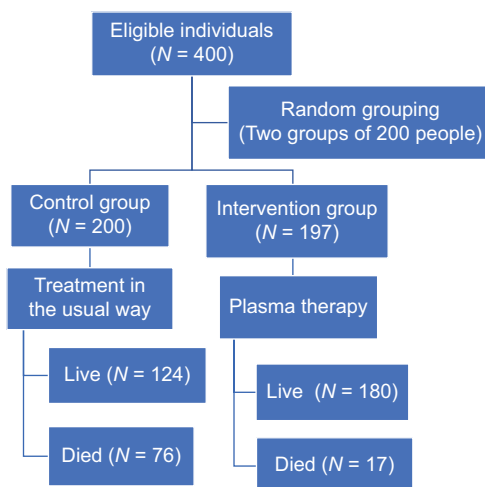 Eligible individuals
(N = 400)
Random grouping
(Two groups of 200 people)
Control group
(N = 200)
Intervention group
(N = 197)
Treatment in
the usual way
Plasma therapy
Live (N = 124)
Live (N = 180)
Died (N = 76)
Died (N = 17)